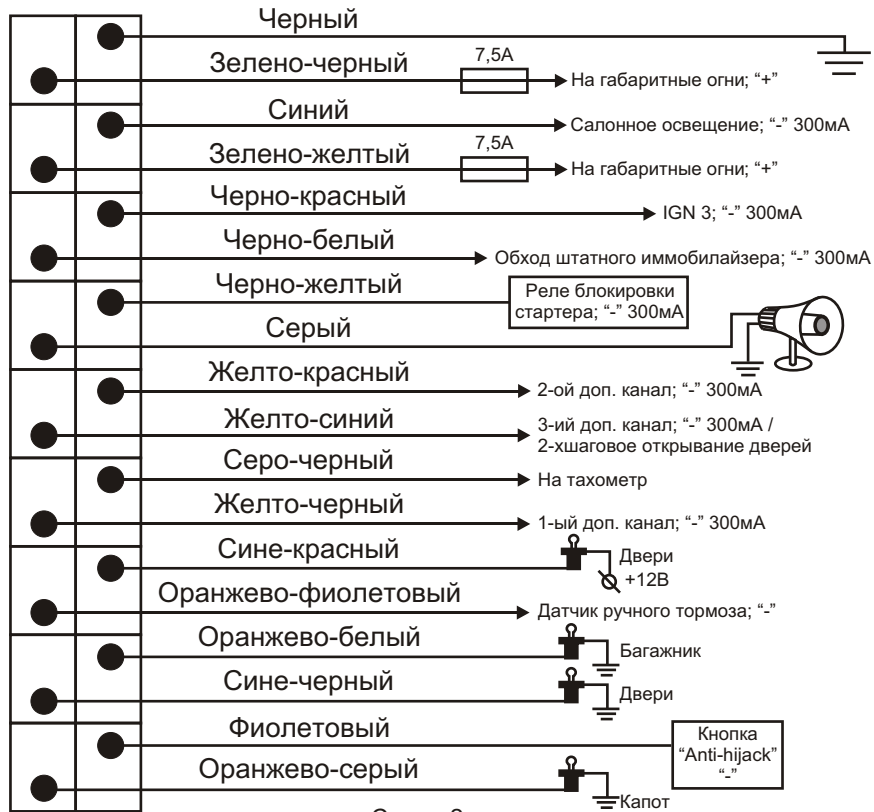 Черный
Зелено-черный
7,5А
На габаритные огни; “+”
Синий
Салонное освещение; “-” 300мА
Зелено-желтый
7,5А
На габаритные огни; “+”
Черно-красный
IGN 3; “-” 300мА
Черно-белый
Обход штатного иммобилайзера; “-” 300мА
Черно-желтый
Реле блокировки
стартера; “-” 300мА
Серый
Желто-красный
2-ой доп. канал; “-” 300мА
Желто-синий
3-ий доп. канал; “-” 300мА /
2-хшаговое открывание дверей
Серо-черный
На тахометр
Желто-черный
1-ый доп. канал; “-” 300мА
Сине-красный
Двери
+12В
Оранжево-фиолетовый
Датчик ручного тормоза; “-”
Оранжево-белый
Багажник
Сине-черный
Двери
Фиолетовый
Кнопка
“Anti-hijack”
“-”
Оранжево-серый
Капот